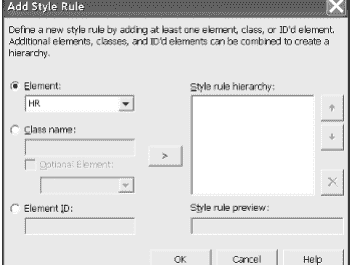 Add Style Rule
Define a new style rule by adding at least one element, class, or ID'd element.
Additional elements, classes, and ID'd elements can be combined to create a
hierarchy.
Element:
Style rule hierarchy:
HR
Class name:
>
Optional Element:
Element ID:
Style rule preview:
OK
Cancel
Help